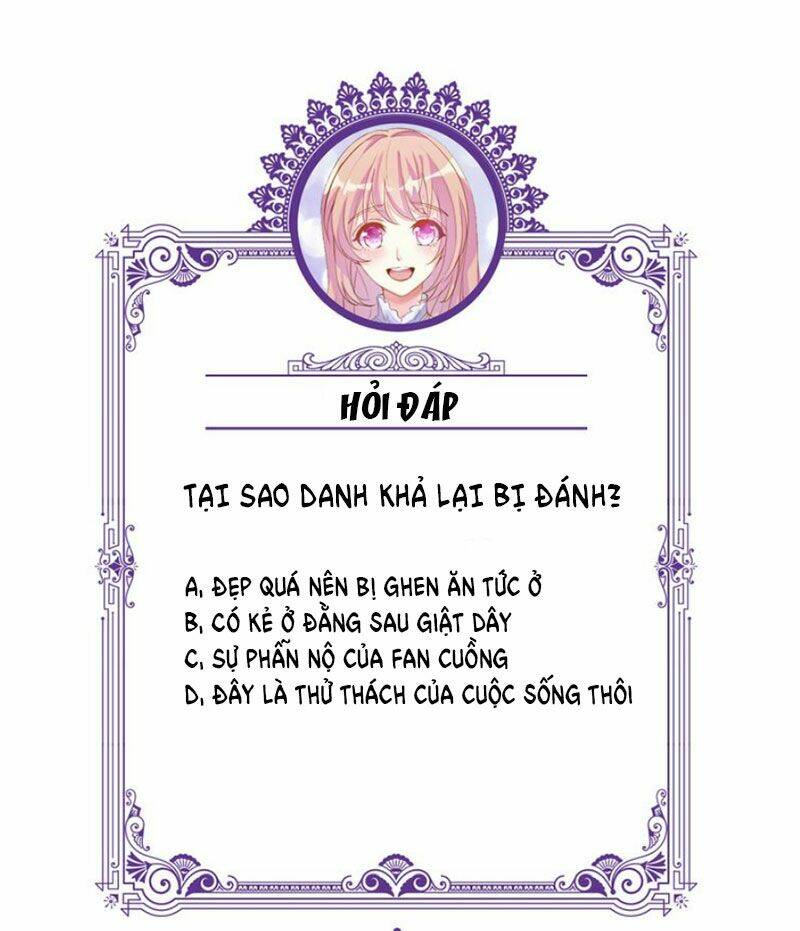 HỎI ĐÁP
TẠI SAO DANH KHẢ LẠI BỊ ĐÁNH?
A, ĐẸP QUÁ NÊN BỊ GHEN ĂN TỨC Ở
B, CÓ KẺ Ở ĐẰNG SAU GIẬT DÂY
C, SỰ PHẪN NỘ CỦA FAN CUỒNG
D, ĐÂY LÀ THỬ THÁCH CỦA CUỘC SỐNG THÔI